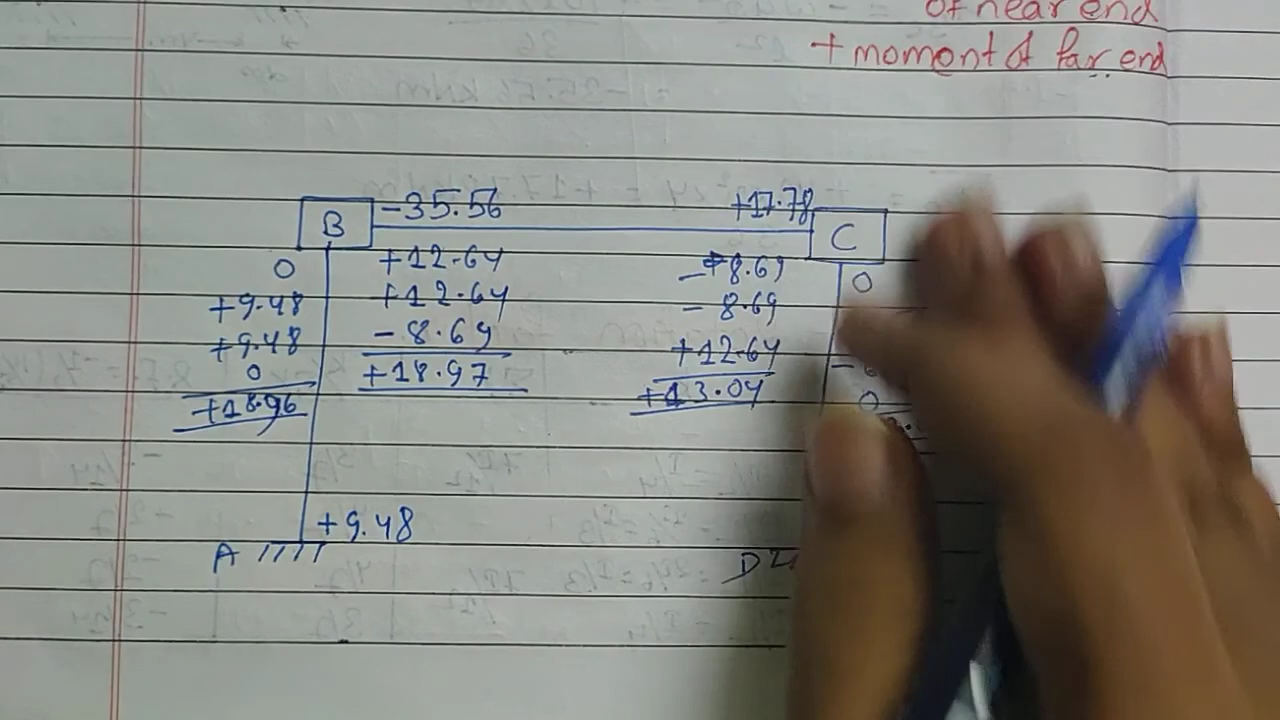 of near end
+ moment of far end
B -35.56 +17.78 C
0 +12.64 -8.69 0
+9.48 +12.64 -8.69
+9.48 -8.69 +12.64
0 +18.97 +13.04 0
+18.96
+9.48
A D